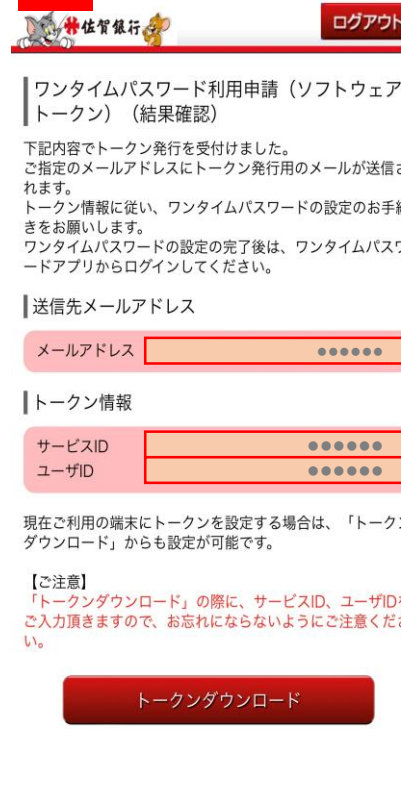 佐賀銀行
ログアウト
ワンタイムパスワード利用申請（ソフトウェア
トークン）（結果確認）
下記内容でトークン発行を受付けました。
ご指定のメールアドレスにトークン発行用のメールが送信さ
れます。
トークン情報に従い、ワンタイムパスワードの設定のお手続
きをお願いします。
ワンタイムパスワードの設定の完了後は、ワンタイムパスワ
ードアプリからログインしてください。
送信先メールアドレス
メールアドレス ●●●●●●
トークン情報
サービスID ●●●●●●
ユーザID ●●●●●●
現在ご利用の端末にトークンを設定する場合は、「トークン
ダウンロード」からも設定が可能です。
【ご注意】
「トークンダウンロード」の際に、サービスID、ユーザIDを
ご入力頂きますので、お忘れにならないようにご注意くださ
い。
トークンダウンロード